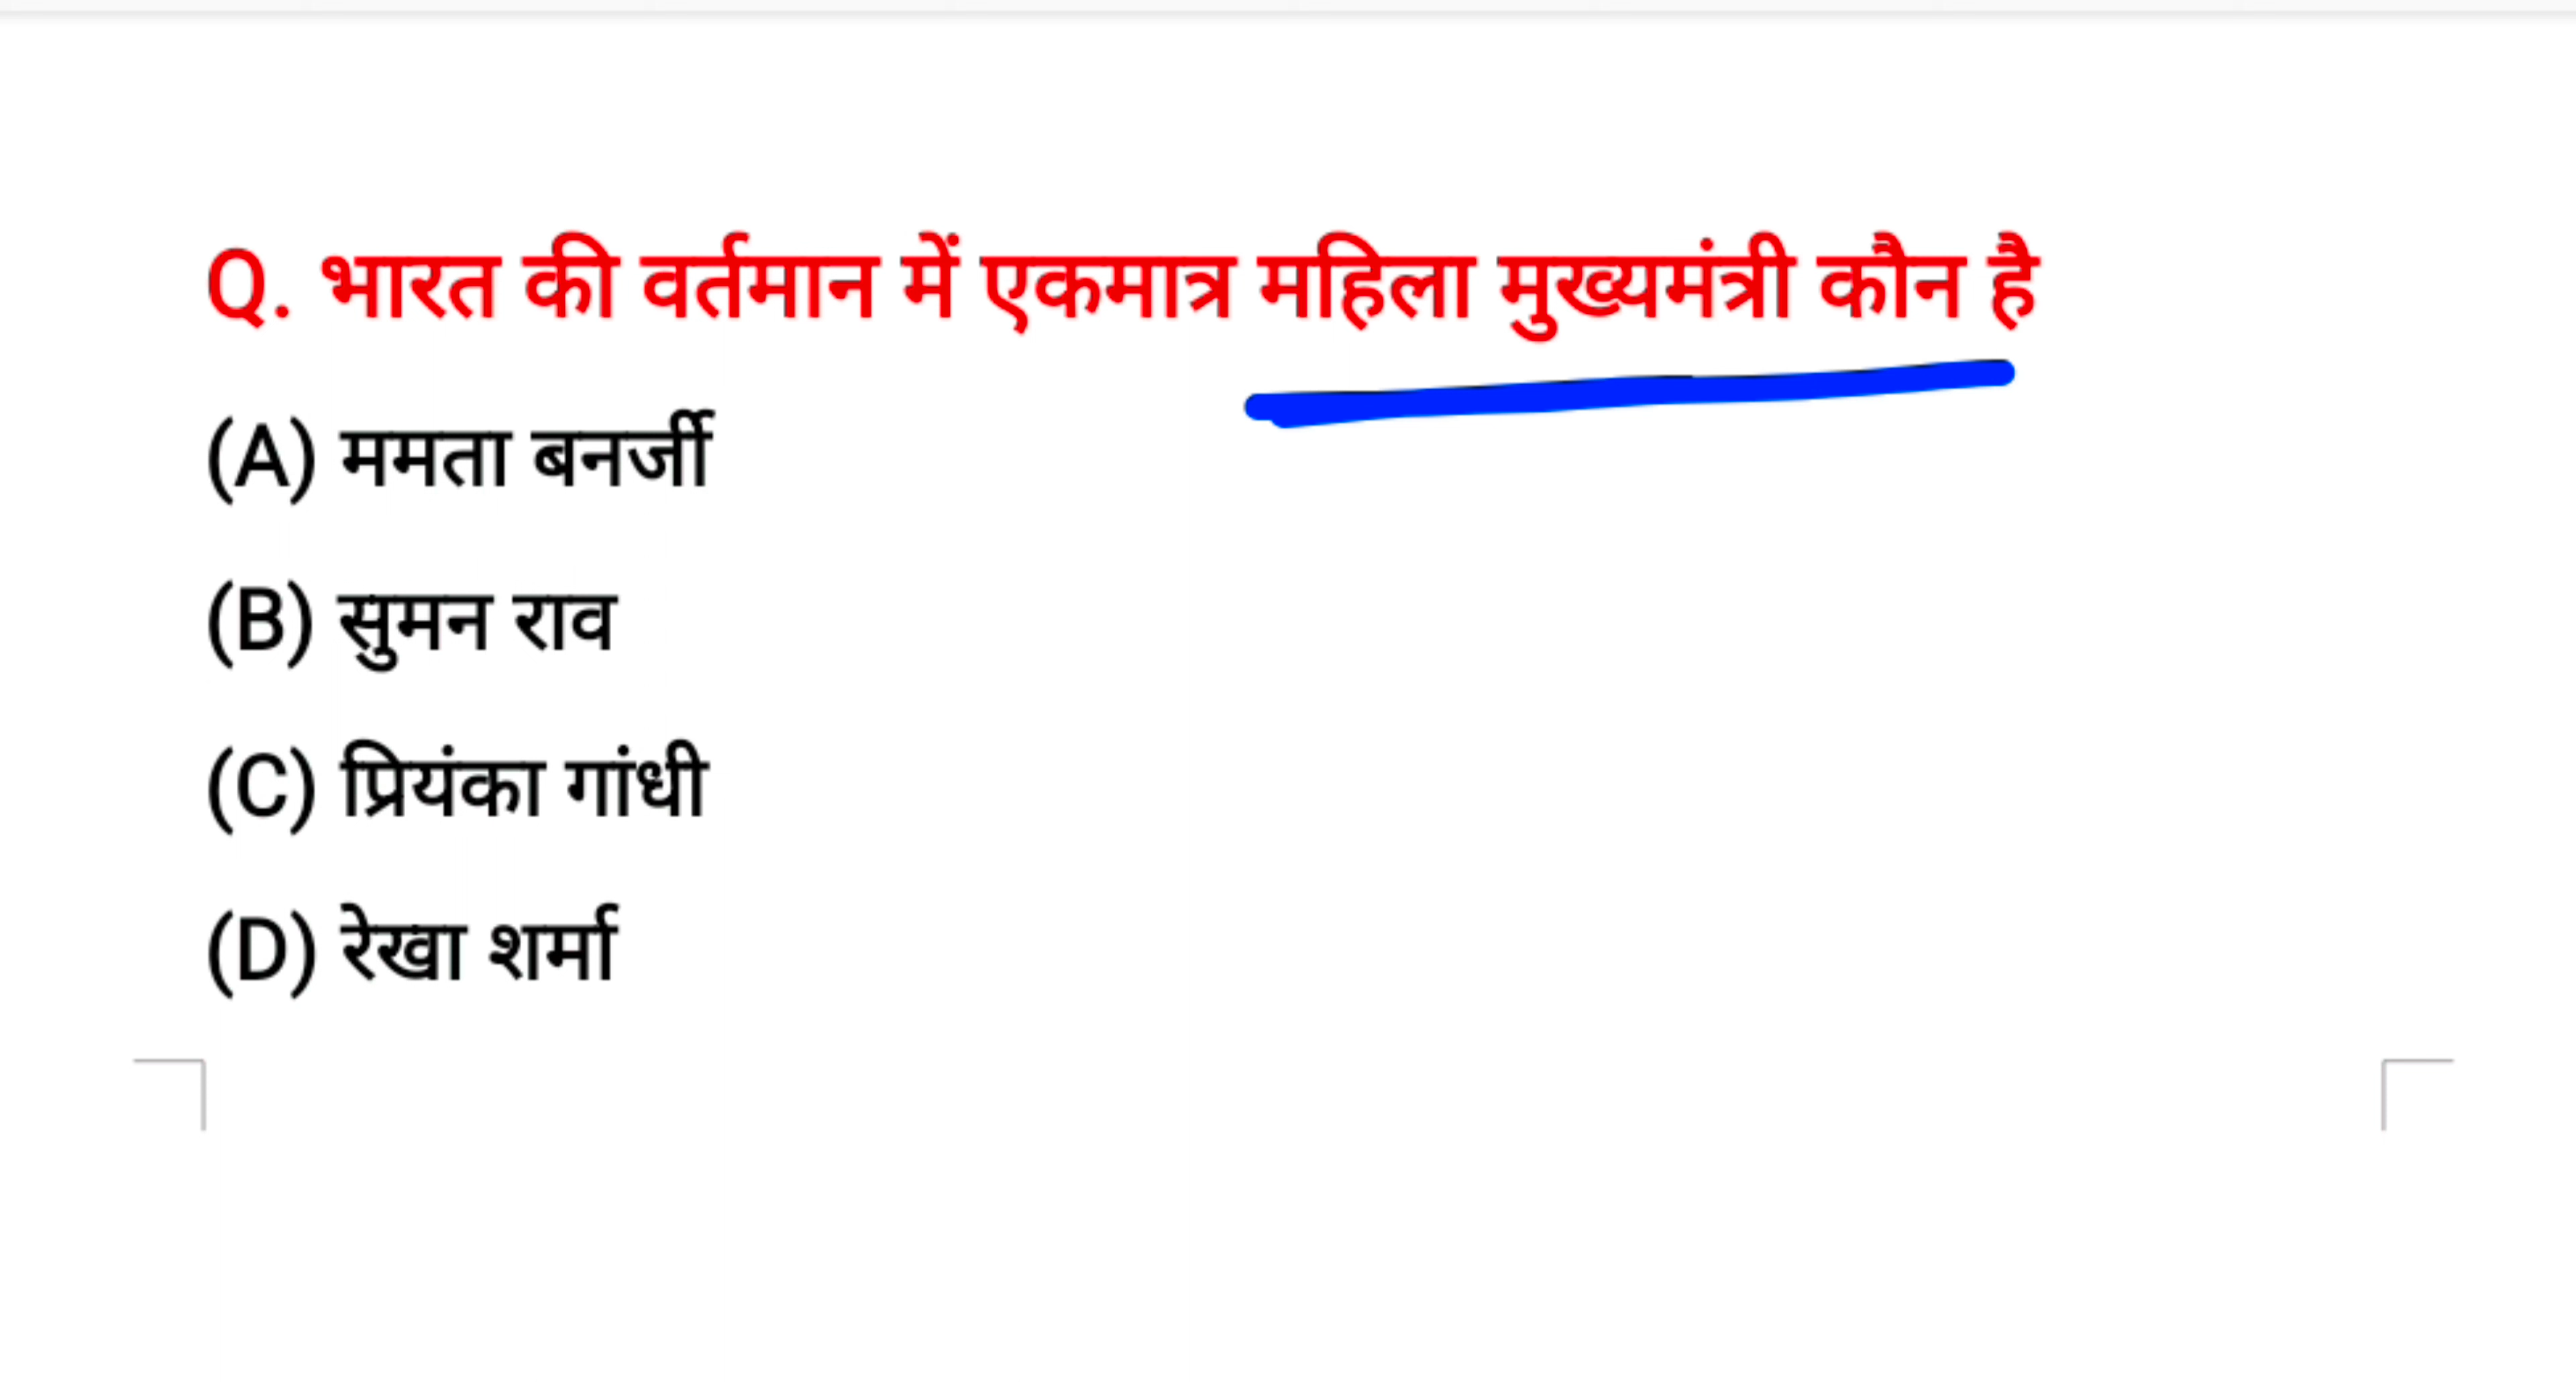 Q. भारत की वर्तमान में एकमात्र महिला मुख्यमंत्री कौन है
(A) ममता बनर्जी
(B) सुमन राव
(C) प्रियंका गांधी
(D) रेखा शर्मा